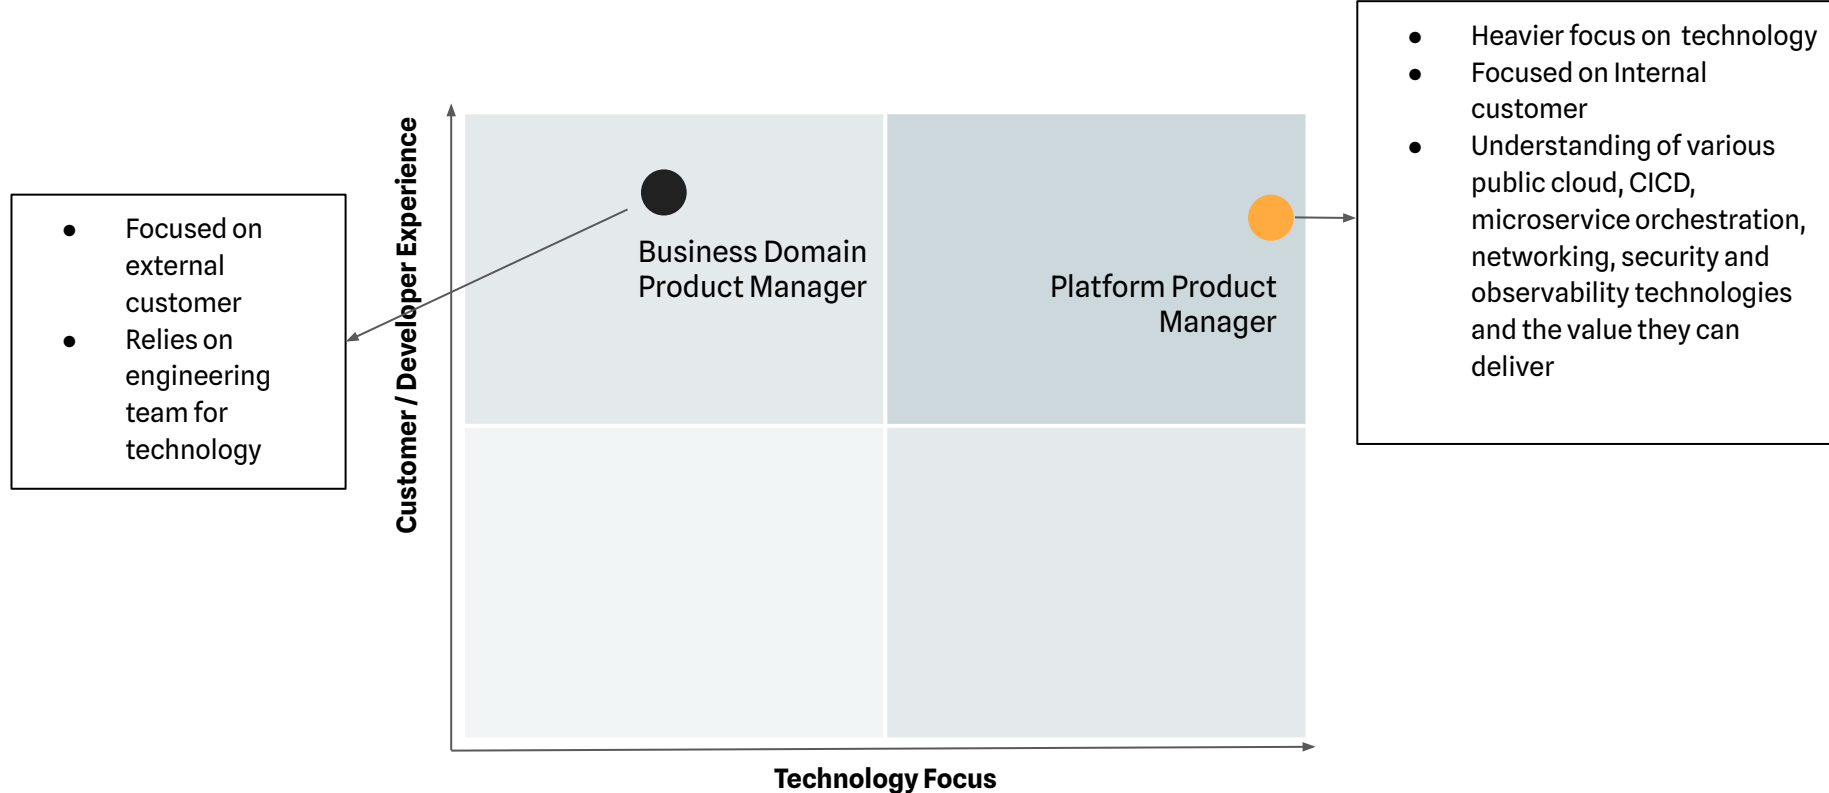 ● Focused on
external
customer
● Relies on
engineering
team for
technology
Customer / Developer Experience
Business Domain
Product Manager
Platform Product
Manager
Technology Focus
● Heavier focus on  technology
● Focused on Internal
customer
● Understanding of various
public cloud, CICD,
microservice orchestration,
networking, security and
observability technologies
and the value they can
deliver